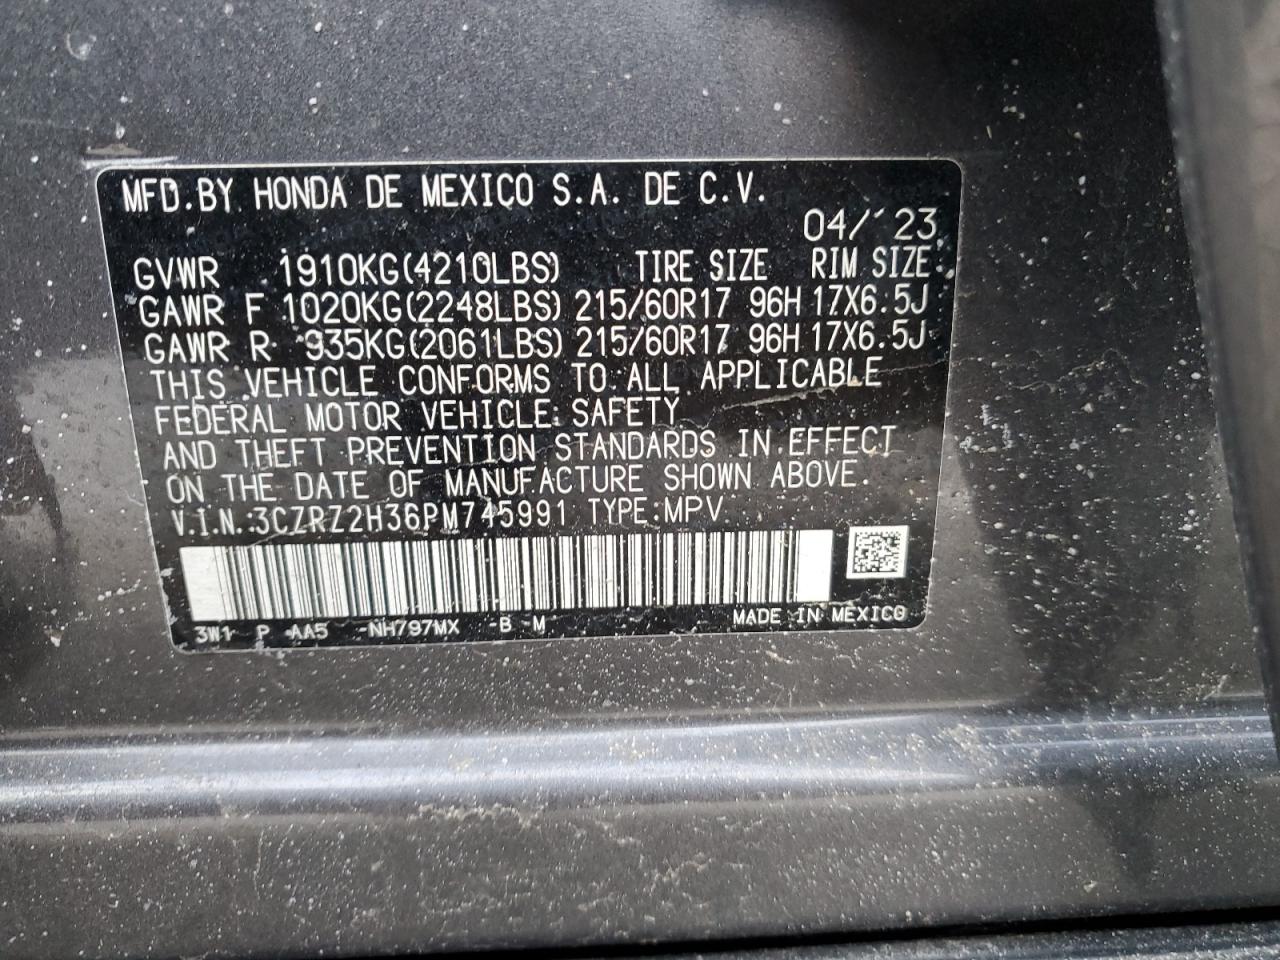 MFD.BY HONDA DE MEXICO S.A. DE C.V.
04/ 23
GVWR 1910KG(4210LBS) TIRE SIZE RIM SIZE
GAWR F 1020KG(2248LBS) 215/60R17 96H 17X6.5J
GAWR R 935KG(2061LBS) 215/60R17 96H 17X6.5J
THIS VEHICLE CONFORMS TO ALL APPLICABLE
FEDERAL MOTOR VEHICLE SAFETY
AND THEFT PREVENTION STANDARDS IN EFFECT
ON THE DATE OF MANUFACTURE SHOWN ABOVE.
V.I.N.:3CZRZ2H36PM745991 TYPE:MPV
3W1 P AA5 -NH797MX -B -M MADE IN MEXICO